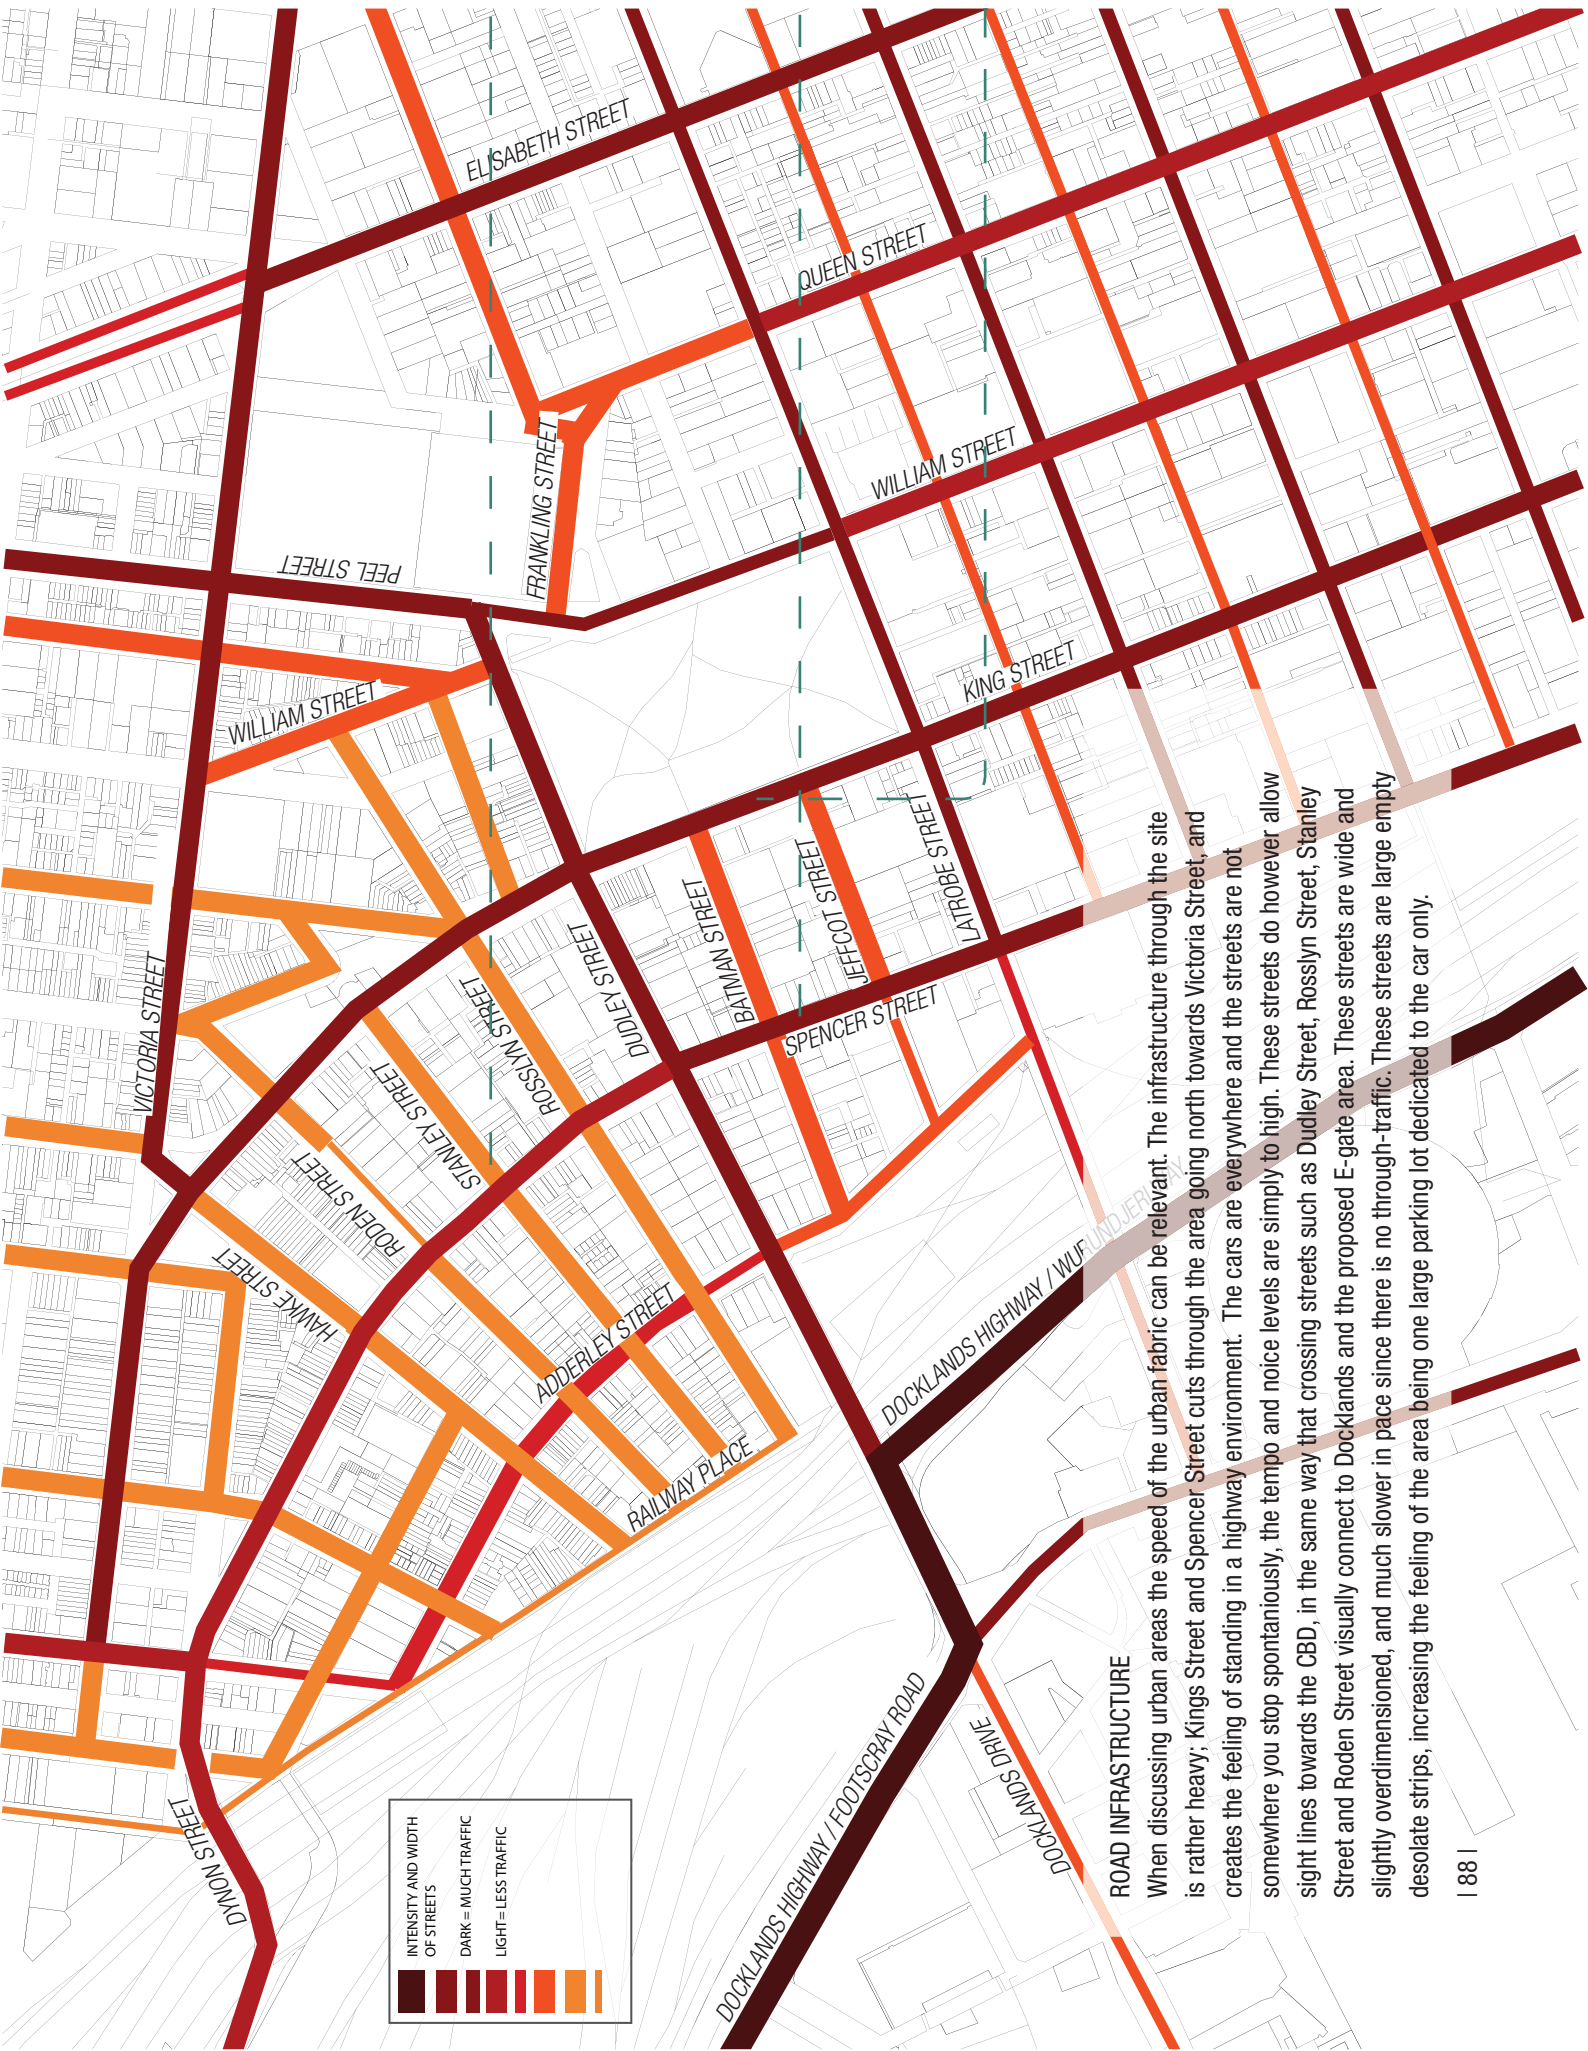 ELISABETH STREET
QUEEN STREET
FRANKLING STREET
WILLIAM STREET
PEEL STREET
KING STREET
WILLIAM STREET
LATROBE STREET
JEFFCOT STREET
BATMAN STREET
DUDLEY STREET
SPENCER STREET
VICTORIA STREET
ROSSLYN STREET
STANLEY STREET
RODEN STREET
HAWKE STREET
ADDERLEY STREET
RAILWAY PLACE
DOCKLANDS HIGHWAY / WURUNDJERI WAY
DYNON STREET
DOCKLANDS HIGHWAY / FOOTSCRAY ROAD
DOCKLANDS DRIVE
INTENSITY AND WIDTH
OF STREETS
DARK = MUCH TRAFFIC
LIGHT= LESS TRAFFIC
ROAD INFRASTRUCTURE
When discussing urban areas the speed of the urban fabric can be relevant. The infrastructure through the site
is rather heavy; Kings Street and Spencer Street cuts through the area going north towards Victoria Street, and
creates the feeling of standing in a highway environment. The cars are everywhere and the streets are not
somewhere you stop spontaniously, the tempo and noice levels are simply to high. These streets do however allow
sight lines towards the CBD, in the same way that crossing streets such as Dudley Street, Rosslyn Street, Stanley
Street and Roden Street visually connect to Docklands and the proposed E-gate area. These streets are wide and
slightly overdimensioned, and much slower in pace since there is no through-traffic. These streets are large empty
desolate strips, increasing the feeling of the area being one large parking lot dedicated to the car only.
| 88 |